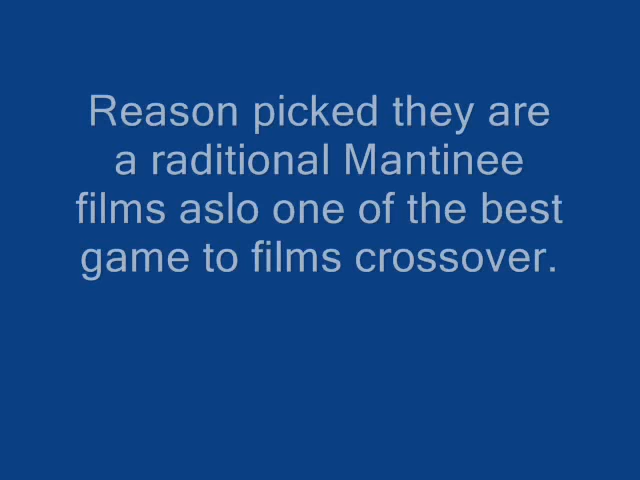 Reason picked they are
a raditional Mantinee
films aslo one of the best
game to films crossover.